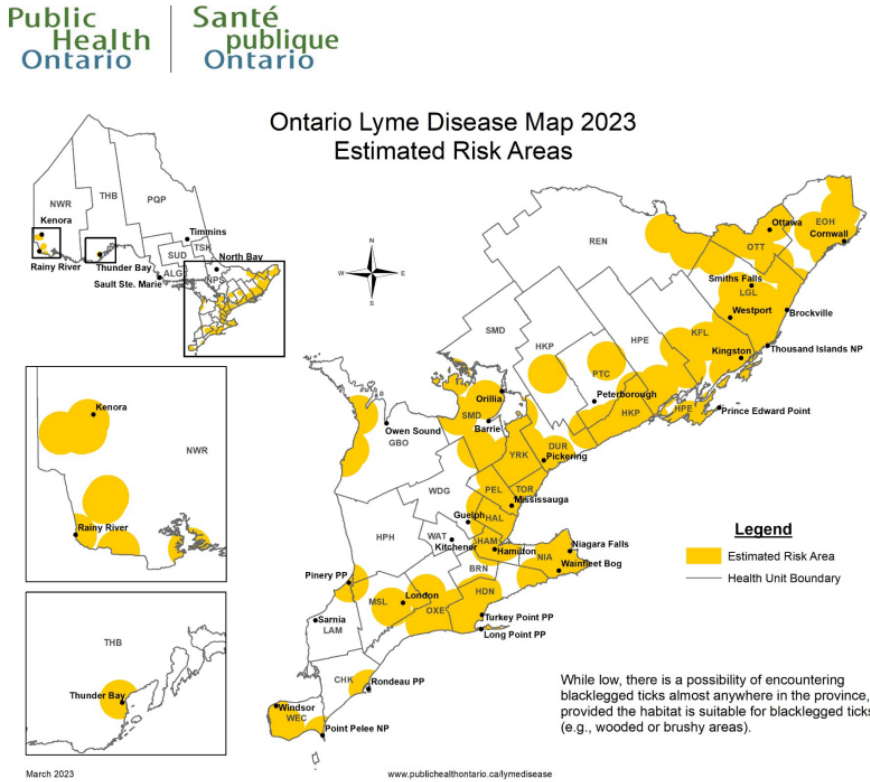 Public
Health
Ontario
Santé
publique
Ontario
Ontario Lyme Disease Map 2023
Estimated Risk Areas
NWR
THB
PQP
Kenora
Timmins
TSK
SUD
North Bay
Rainy River
Thunder Bay
ALG
NPS
Sault Ste. Marie
N
W
E
S
REN
Ottawa
EOH
OTT
Cornwall
Smiths Falls
LGL
Westport
Brockville
SMD
HKP
HPE
KFL
Kingston
Thousand Islands NP
PTC
Peterborough
HKP
HPE
Prince Edward Point
Orillia
SMD
Barrie
Owen Sound
GBO
YRK
DUR
Pickering
WDG
PEL
TOR
Mississauga
Guelph
HAL
HPH
WAT
Kitchener
HAM
Hamilton
Niagara Falls
NIA
Wainfleet Bog
BRN
Pinery PP
MSL
London
HDN
OXE
Turkey Point PP
Long Point PP
Sarnia
LAM
CHK
Rondeau PP
Windsor
WEC
Point Pelee NP
Kenora
NWR
Rainy River
THB
Thunder Bay
Legend
Estimated Risk Area
Health Unit Boundary
While low, there is a possibility of encountering
blacklegged ticks almost anywhere in the province,
provided the habitat is suitable for blacklegged ticks
(e.g., wooded or brushy areas).
March 2023
www.publichealthontario.ca/lymedisease